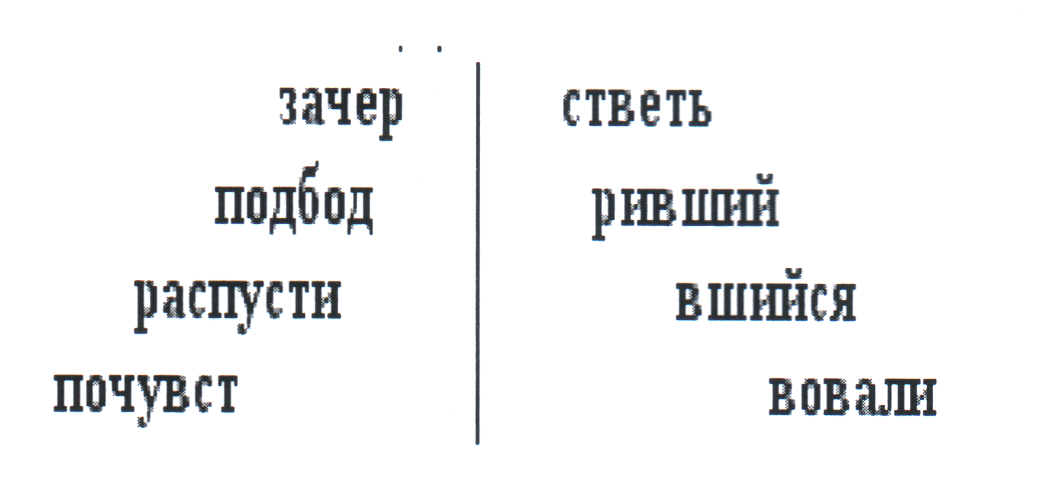 зачер стветь
подбод ривший
распусти вшийся
почувст вовали